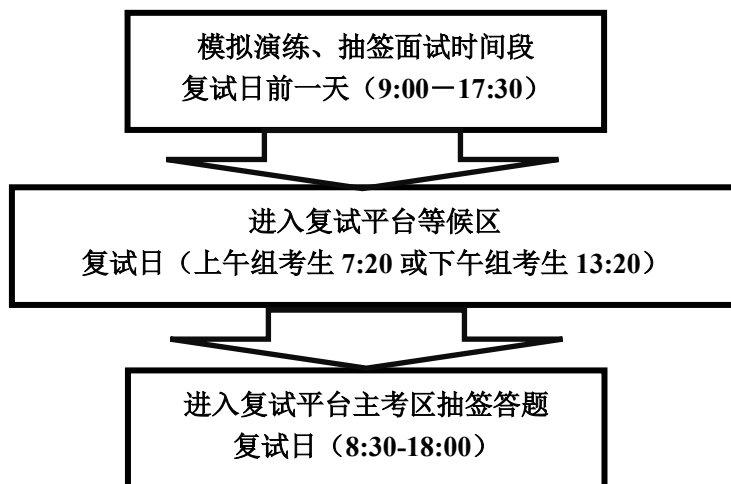 模拟演练、抽签面试时间段
复试日前一天（9:00－17:30）
进入复试平台等候区
复试日（上午组考生 7:20 或下午组考生 13:20）
进入复试平台主考区抽签答题
复试日（8:30-18:00）